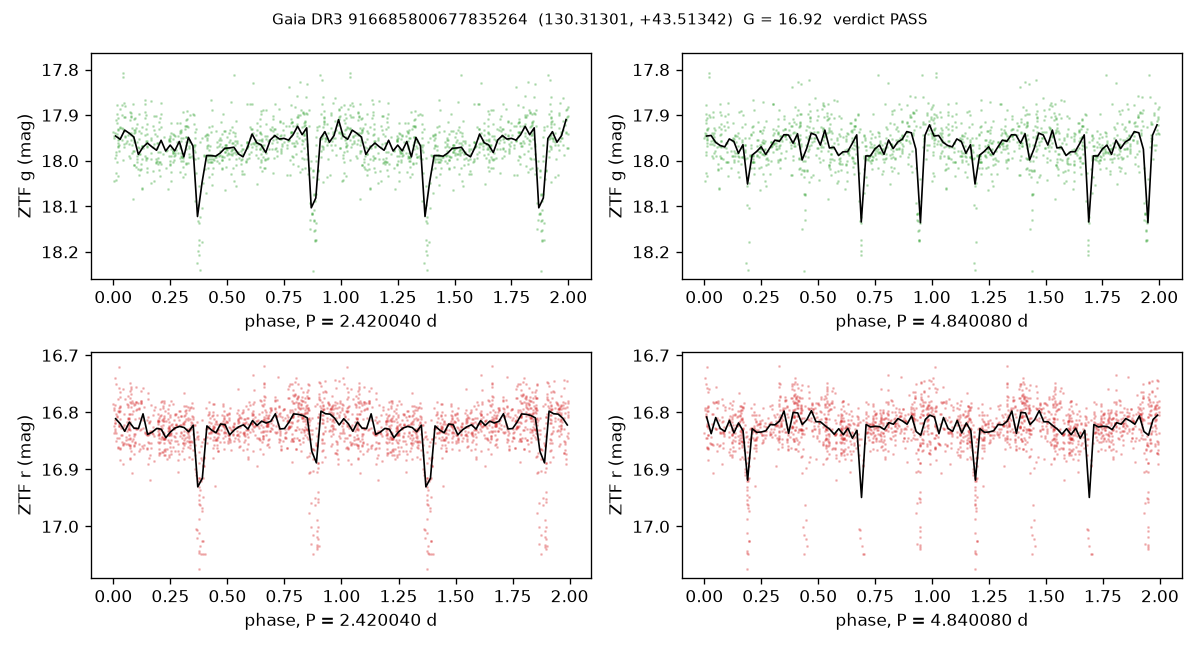 Gaia DR3 916685800677835264 (130.31301, +43.51342) G = 16.92 verdict PASS
ZTF g (mag)
17.8
17.9
18.0
18.1
18.2
0.00 0.25 0.50 0.75 1.00 1.25 1.50 1.75 2.00
phase, P = 2.420040 d
ZTF g (mag)
17.8
17.9
18.0
18.1
18.2
0.00 0.25 0.50 0.75 1.00 1.25 1.50 1.75 2.00
phase, P = 4.840080 d
ZTF r (mag)
16.7
16.8
16.9
17.0
0.00 0.25 0.50 0.75 1.00 1.25 1.50 1.75 2.00
phase, P = 2.420040 d
ZTF r (mag)
16.7
16.8
16.9
17.0
0.00 0.25 0.50 0.75 1.00 1.25 1.50 1.75 2.00
phase, P = 4.840080 d